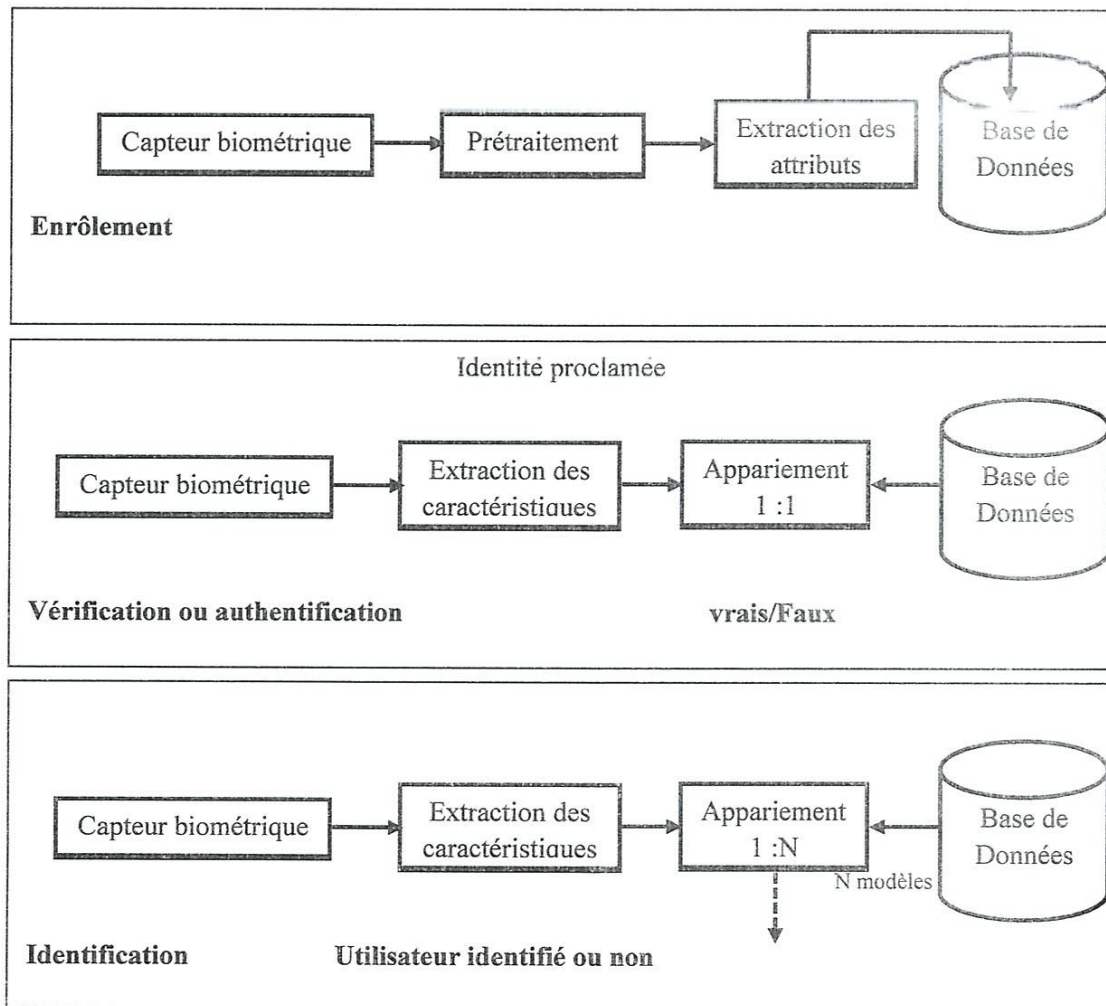 Capteur biométrique
Prétraitement
Extraction des
attributs
Base de
Données
Enrôlement
Identité proclamée
Capteur biométrique
Extraction des
caractéristiques
Appariement
1 :1
Base de
Données
Vérification ou authentification
vrais/Faux
Capteur biométrique
Extraction des
caractéristiques
Appariement
1 :N
N modèles
Base de
Données
Identification
Utilisateur identifié ou non